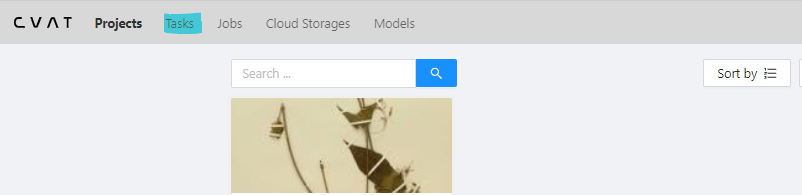 CVAT Projects Tasks Jobs Cloud Storages Models
Search ... Sort by